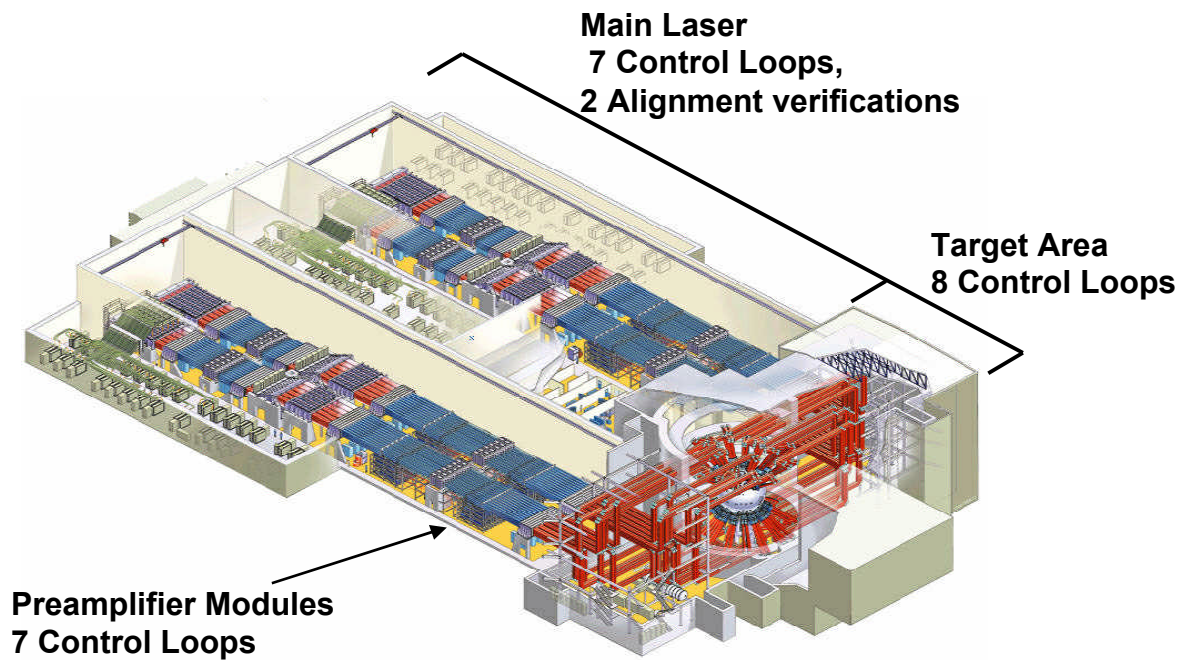 Main Laser
7 Control Loops,
2 Alignment verifications
Target Area
8 Control Loops
Preamplifier Modules
7 Control Loops